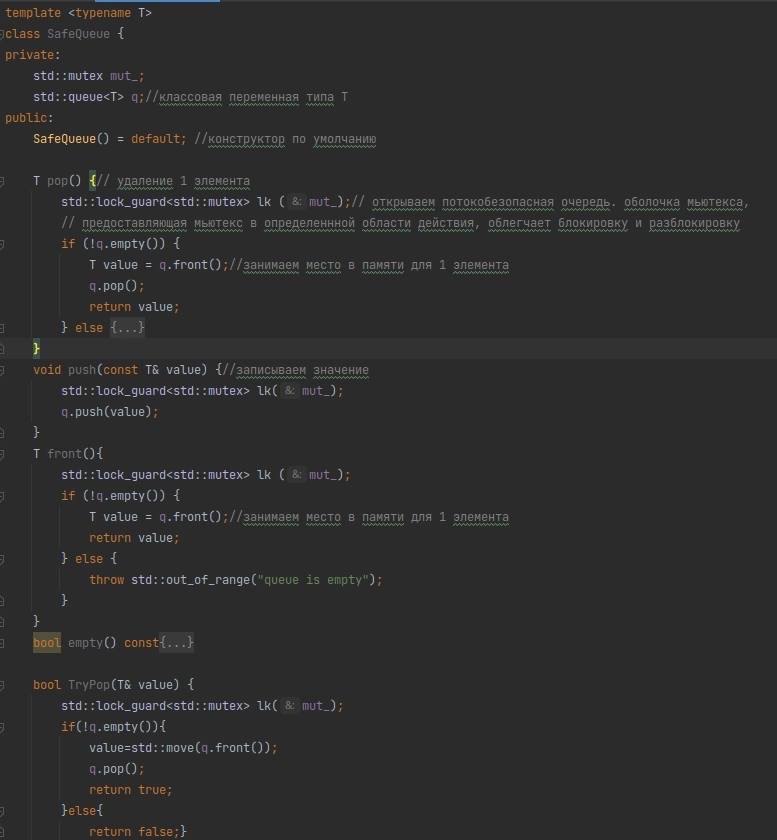 template <typename T>
class SafeQueue {
private:
    std::mutex mut_;
    std::queue<T> q;//классовая переменная типа T
public:
    SafeQueue() = default; //конструктор по умолчанию
    T pop() {// удаление 1 элемента
        std::lock_guard<std::mutex> lk ( &: mut_);// открываем потокобезопасная очередь. оболочка мьютекса,
        // предоставляющая мьютекс в определеннной области действия, облегчает блокировку и разблокировку
        if (!q.empty()) {
            T value = q.front();//занимаем место в памяти для 1 элемента
            q.pop();
            return value;
        } else {...}
    }
    void push(const T& value) {//записываем значение
        std::lock_guard<std::mutex> lk( &: mut_);
        q.push(value);
    }
    T front(){
        std::lock_guard<std::mutex> lk ( &: mut_);
        if (!q.empty()) {
            T value = q.front();//занимаем место в памяти для 1 элемента
            return value;
        } else {
            throw std::out_of_range("queue is empty");
        }
    }
    bool empty() const{...}
    bool TryPop(T& value) {
        std::lock_guard<std::mutex> lk( &: mut_);
        if(!q.empty()){
            value=std::move(q.front());
            q.pop();
            return true;
        }else{
            return false;}